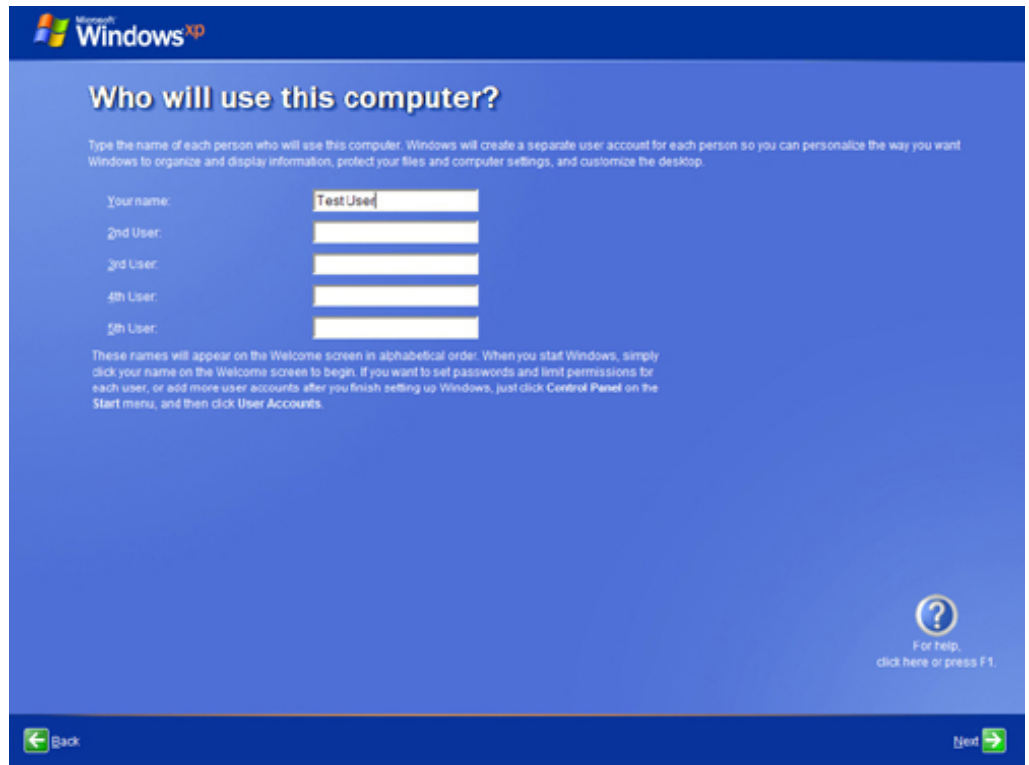 Microsoft
Windows xp
Who will use this computer?
Type the name of each person who will use this computer. Windows will create a separate user account for each person so you can personalize the way you want
Windows to organize and display information, protect your files and computer settings, and customize the desktop.
Your name: Test User
2nd User:
3rd User:
4th User:
5th User:
These names will appear on the Welcome screen in alphabetical order. When you start Windows, simply
click your name on the Welcome screen to begin. If you want to set passwords and limit permissions for
each user, or add more user accounts after you finish setting up Windows, just click Control Panel on the
Start menu, and then click User Accounts.
For help,
click here or press F1.
Back
Next